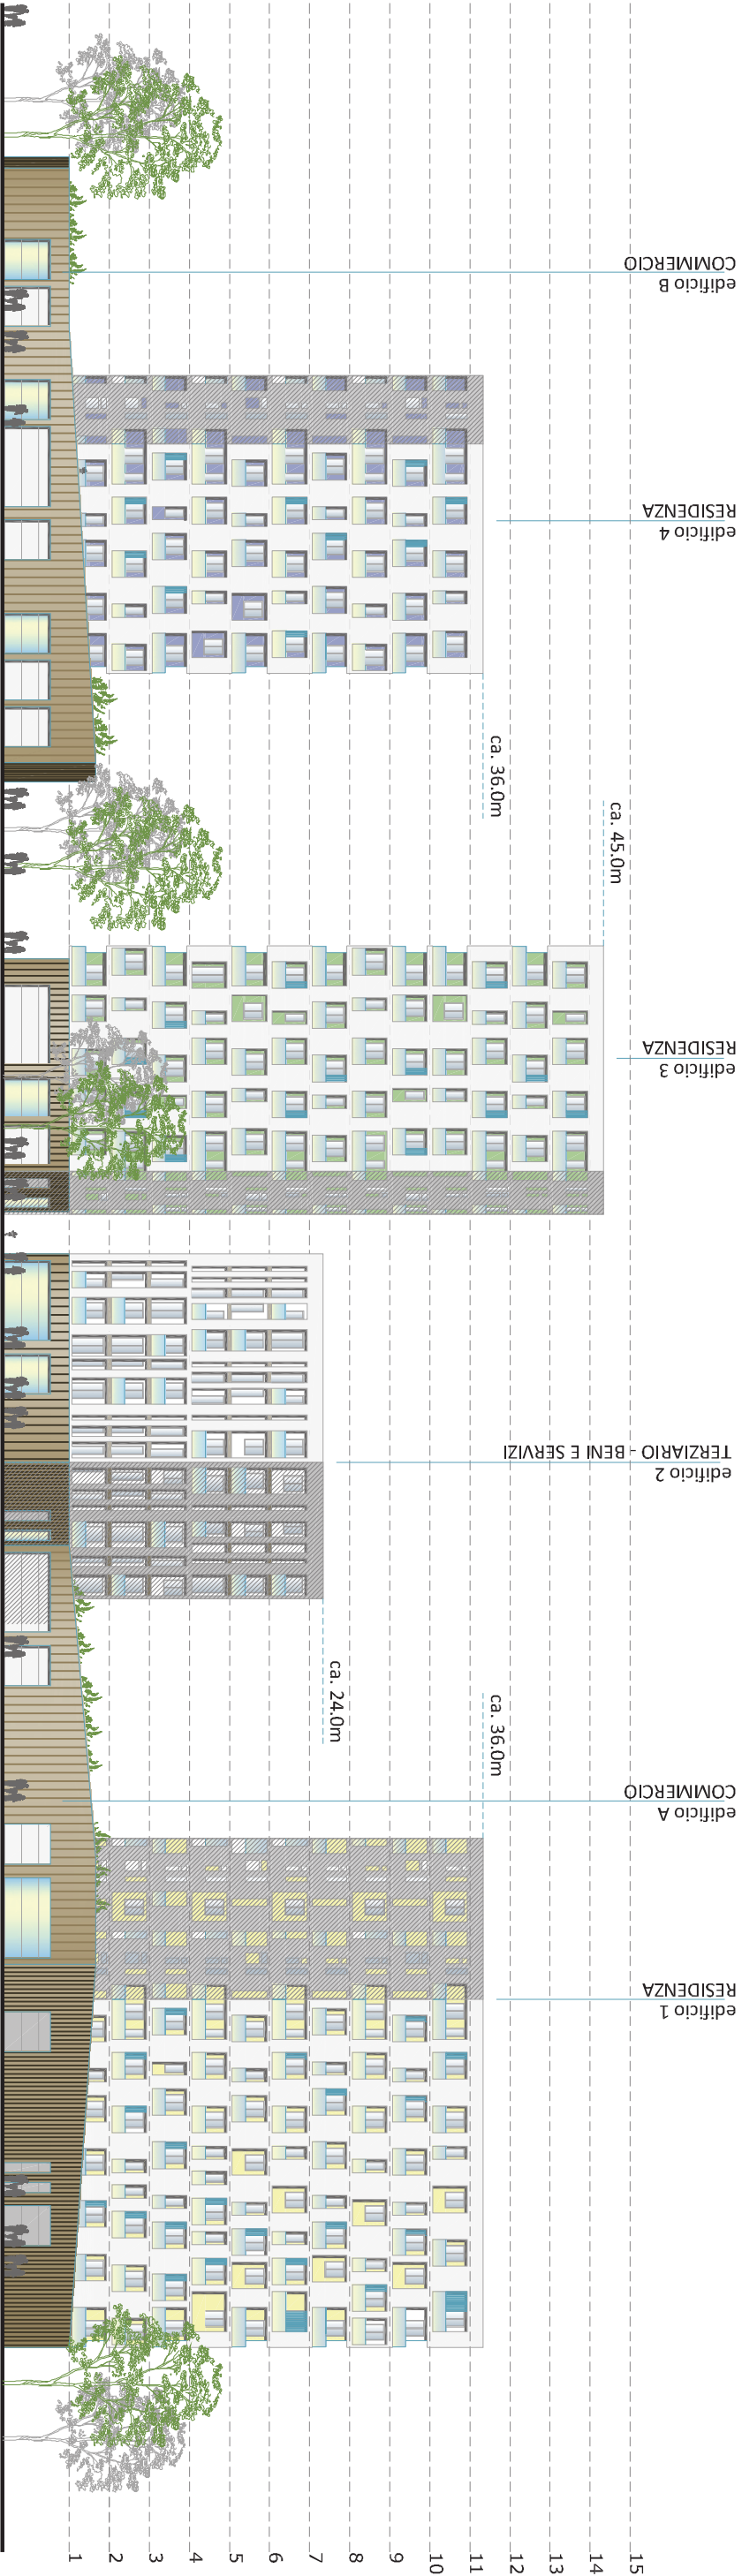 COMMERCIO
edificio B
RESIDENZA
edificio 4
ca. 36.0m
ca. 45.0m
RESIDENZA
edificio 3
TERZIARIO - BENI E SERVIZI
edificio 2
ca. 24.0m
ca. 36.0m
COMMERCIO
edificio A
RESIDENZA
edificio 1
1
2
3
4
5
6
7
8
9
10
11
12
13
14
15